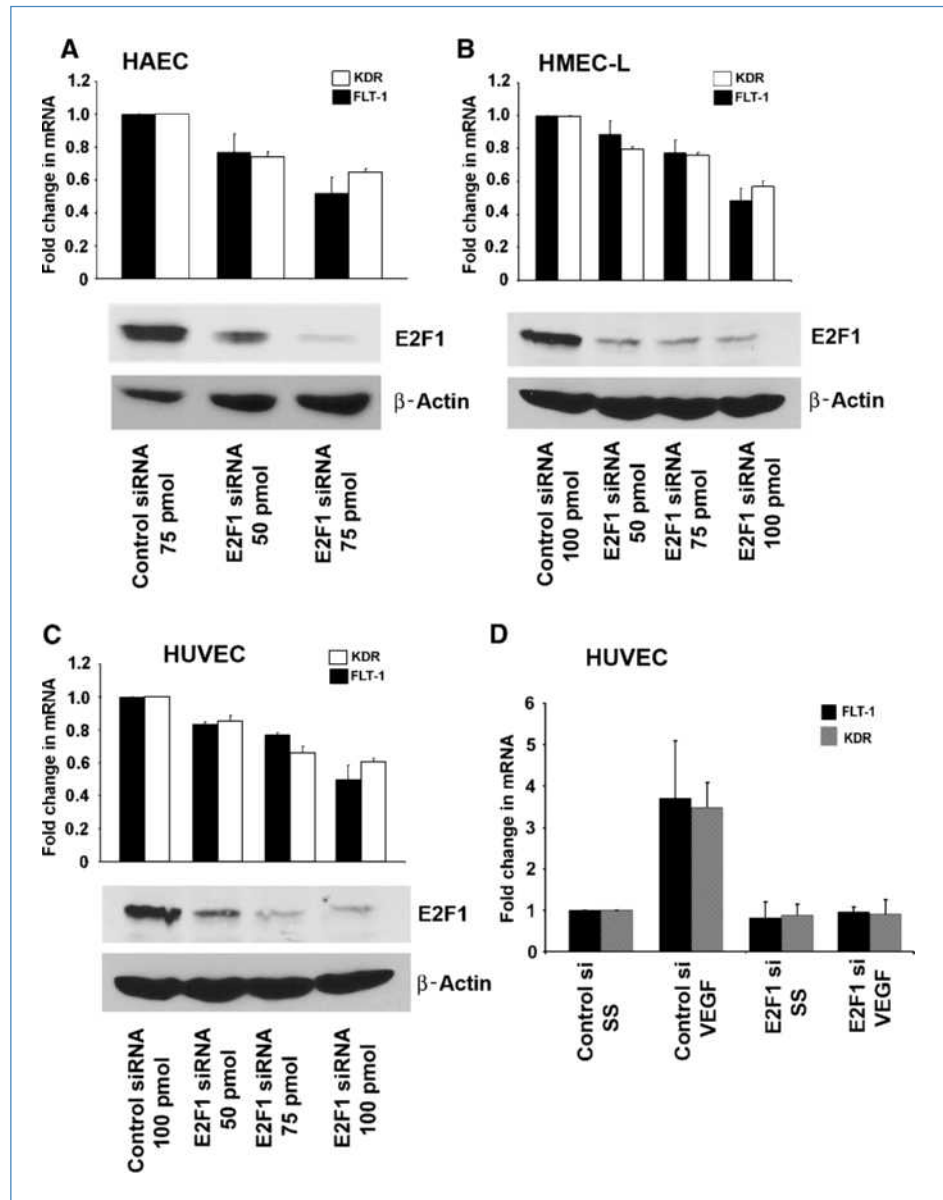 A
HAEC
KDR
FLT-1
Fold change in mRNA
1.2
1.0
0.8
0.6
0.4
0.2
0
E2F1
β-Actin
Control siRNA
75 pmol
E2F1 siRNA
50 pmol
E2F1 siRNA
75 pmol
B
HMEC-L
KDR
FLT-1
Fold change in mRNA
1.2
1.0
0.8
0.6
0.4
0.2
0
E2F1
β-Actin
Control siRNA
100 pmol
E2F1 siRNA
50 pmol
E2F1 siRNA
75 pmol
E2F1 siRNA
100 pmol
C
HUVEC
KDR
FLT-1
Fold change in mRNA
1.2
1.0
0.8
0.6
0.4
0.2
0
E2F1
β-Actin
Control siRNA
100 pmol
E2F1 siRNA
50 pmol
E2F1 siRNA
75 pmol
E2F1 siRNA
100 pmol
D
HUVEC
FLT-1
KDR
Fold change in mRNA
6
5
4
3
2
1
0
Control si
SS
Control si
VEGF
E2F1 si
SS
E2F1 si
VEGF